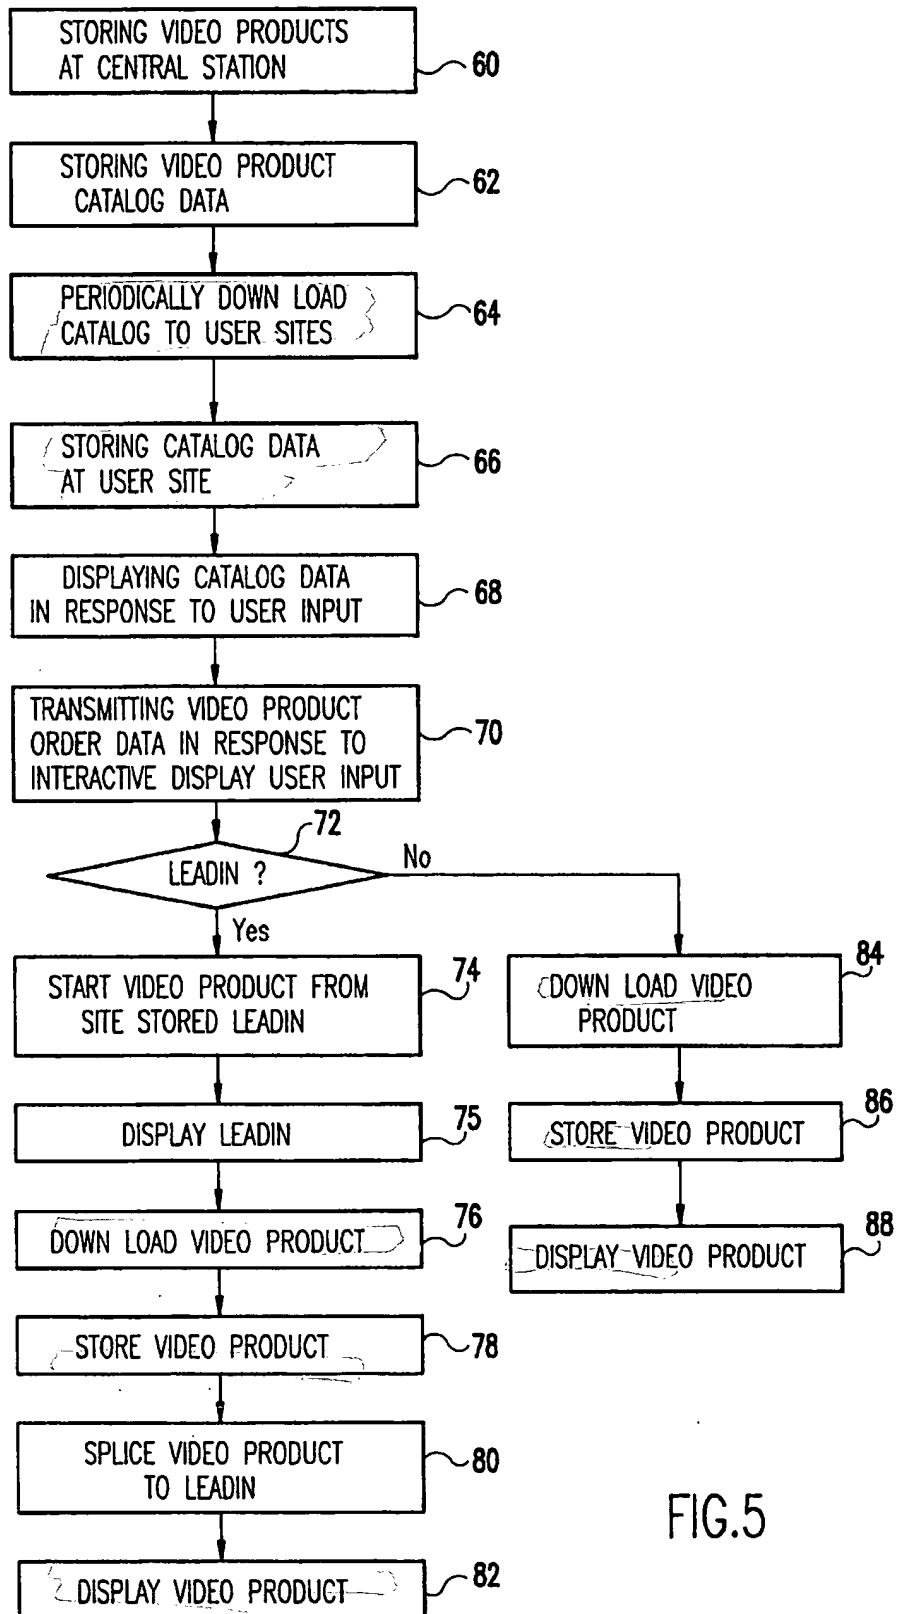 STORING VIDEO PRODUCTS
AT CENTRAL STATION
60
STORING VIDEO PRODUCT
CATALOG DATA
62
PERIODICALLY DOWN LOAD
CATALOG TO USER SITES
64
STORING CATALOG DATA
AT USER SITE
66
DISPLAYING CATALOG DATA
IN RESPONSE TO USER INPUT
68
TRANSMITTING VIDEO PRODUCT
ORDER DATA IN RESPONSE TO
INTERACTIVE DISPLAY USER INPUT
70
72
LEADIN ?
No
Yes
START VIDEO PRODUCT FROM
SITE STORED LEADIN
74
DISPLAY LEADIN
75
DOWN LOAD VIDEO PRODUCT
76
STORE VIDEO PRODUCT
78
SPLICE VIDEO PRODUCT
TO LEADIN
80
DISPLAY VIDEO PRODUCT
82
DOWN LOAD VIDEO
PRODUCT
84
STORE VIDEO PRODUCT
86
DISPLAY VIDEO PRODUCT
88
FIG.5